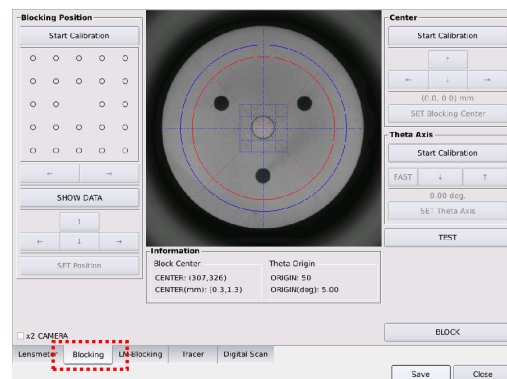 Blocking Position
Start Calibration
← →
SHOW DATA
↑
← ↓ →
SET Position
x2 CAMERA
Information
Block Center
CENTER: (307,326)
CENTER(mm): (0.3,1.3)
Theta Origin
ORIGIN: 50
ORIGIN(deg): 5.00
Center
Start Calibration
↑
← ↓ →
(0.0, 0.0) mm
SET Blocking Center
Theta Axis
Start Calibration
FAST ↓ ↑
0.00 deg.
SET Theta Axis
TEST
BLOCK
Lensmeter Blocking LM-Blocking Tracer Digital Scan
Save Close